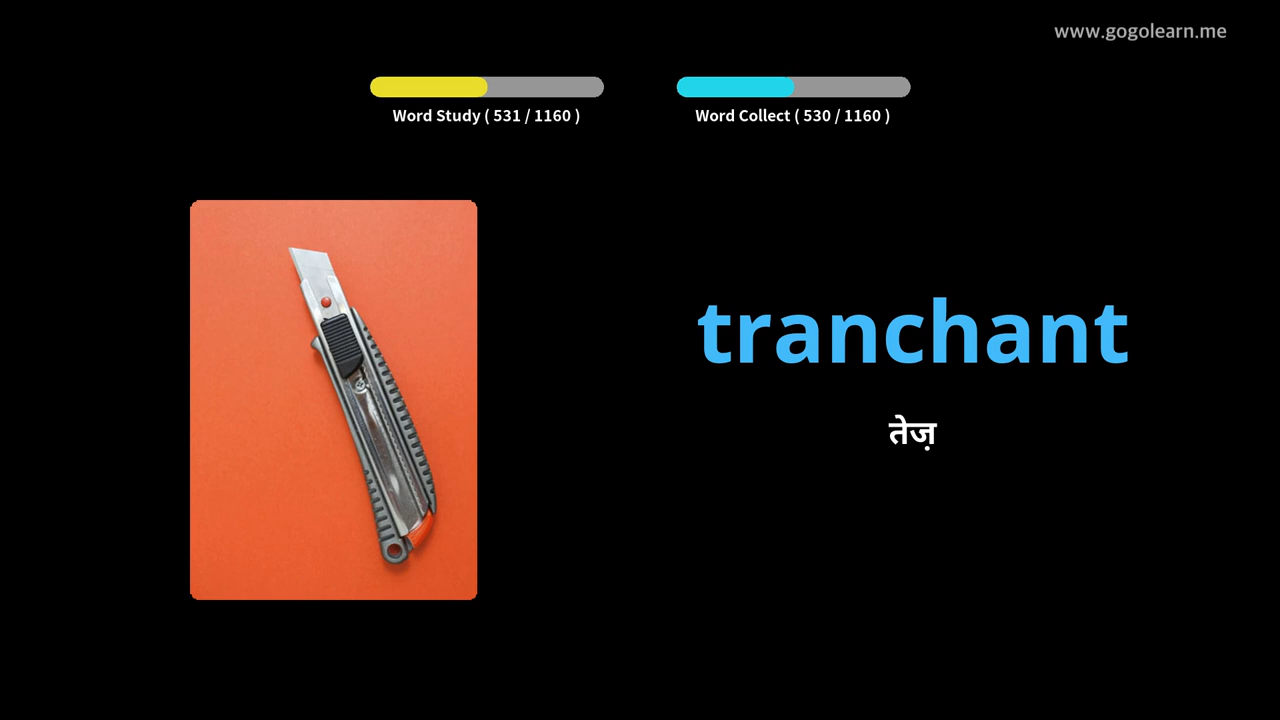 www.gogolearn.me
Word Study ( 531 / 1160 )
Word Collect ( 530 / 1160 )
tranchant
तेज़